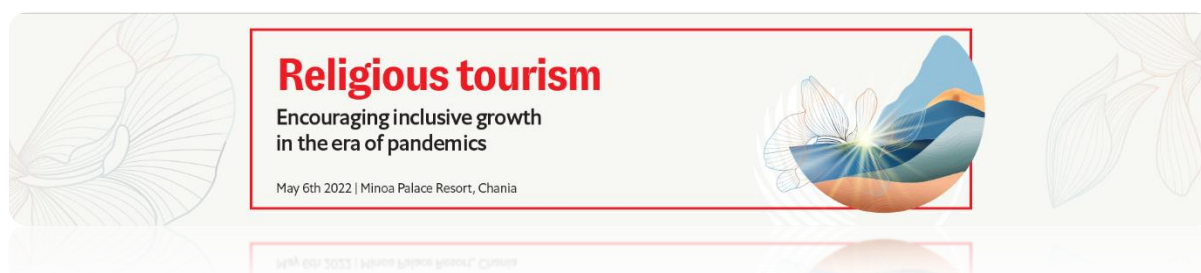 Religious tourism
Encouraging inclusive growth
in the era of pandemics
May 6th 2022 | Minoa Palace Resort, Chania